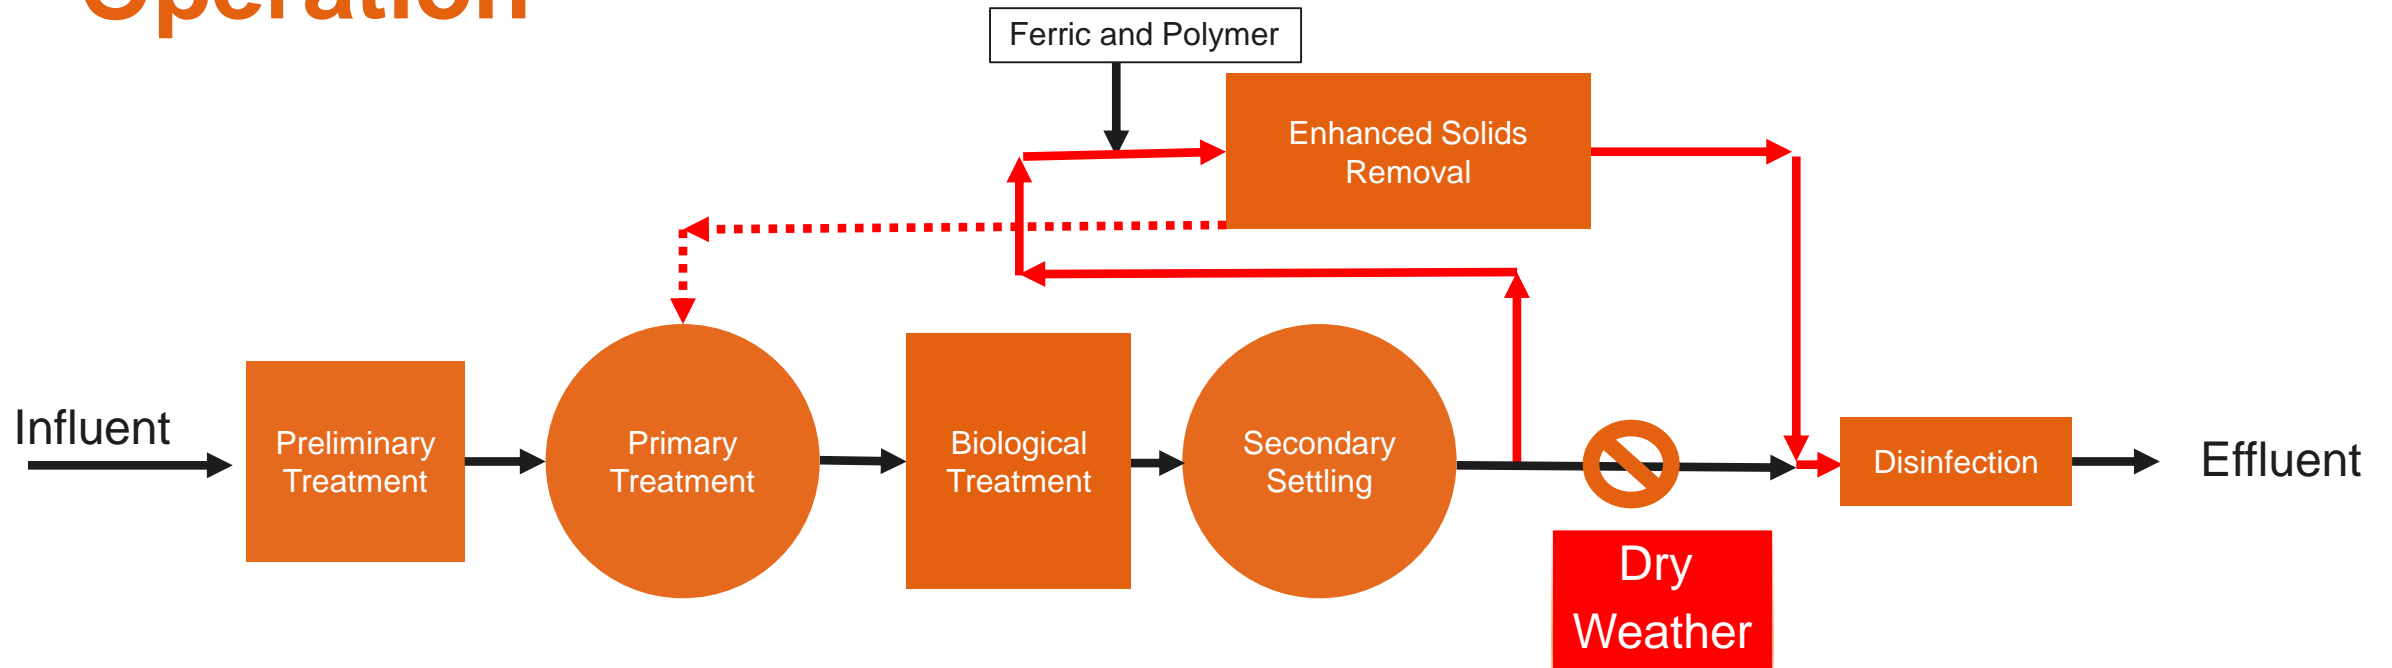 Operation
Ferric and Polymer
Enhanced Solids
Removal
Influent
Preliminary
Treatment
Primary
Treatment
Biological
Treatment
Secondary
Settling
Disinfection
Effluent
Dry
Weather